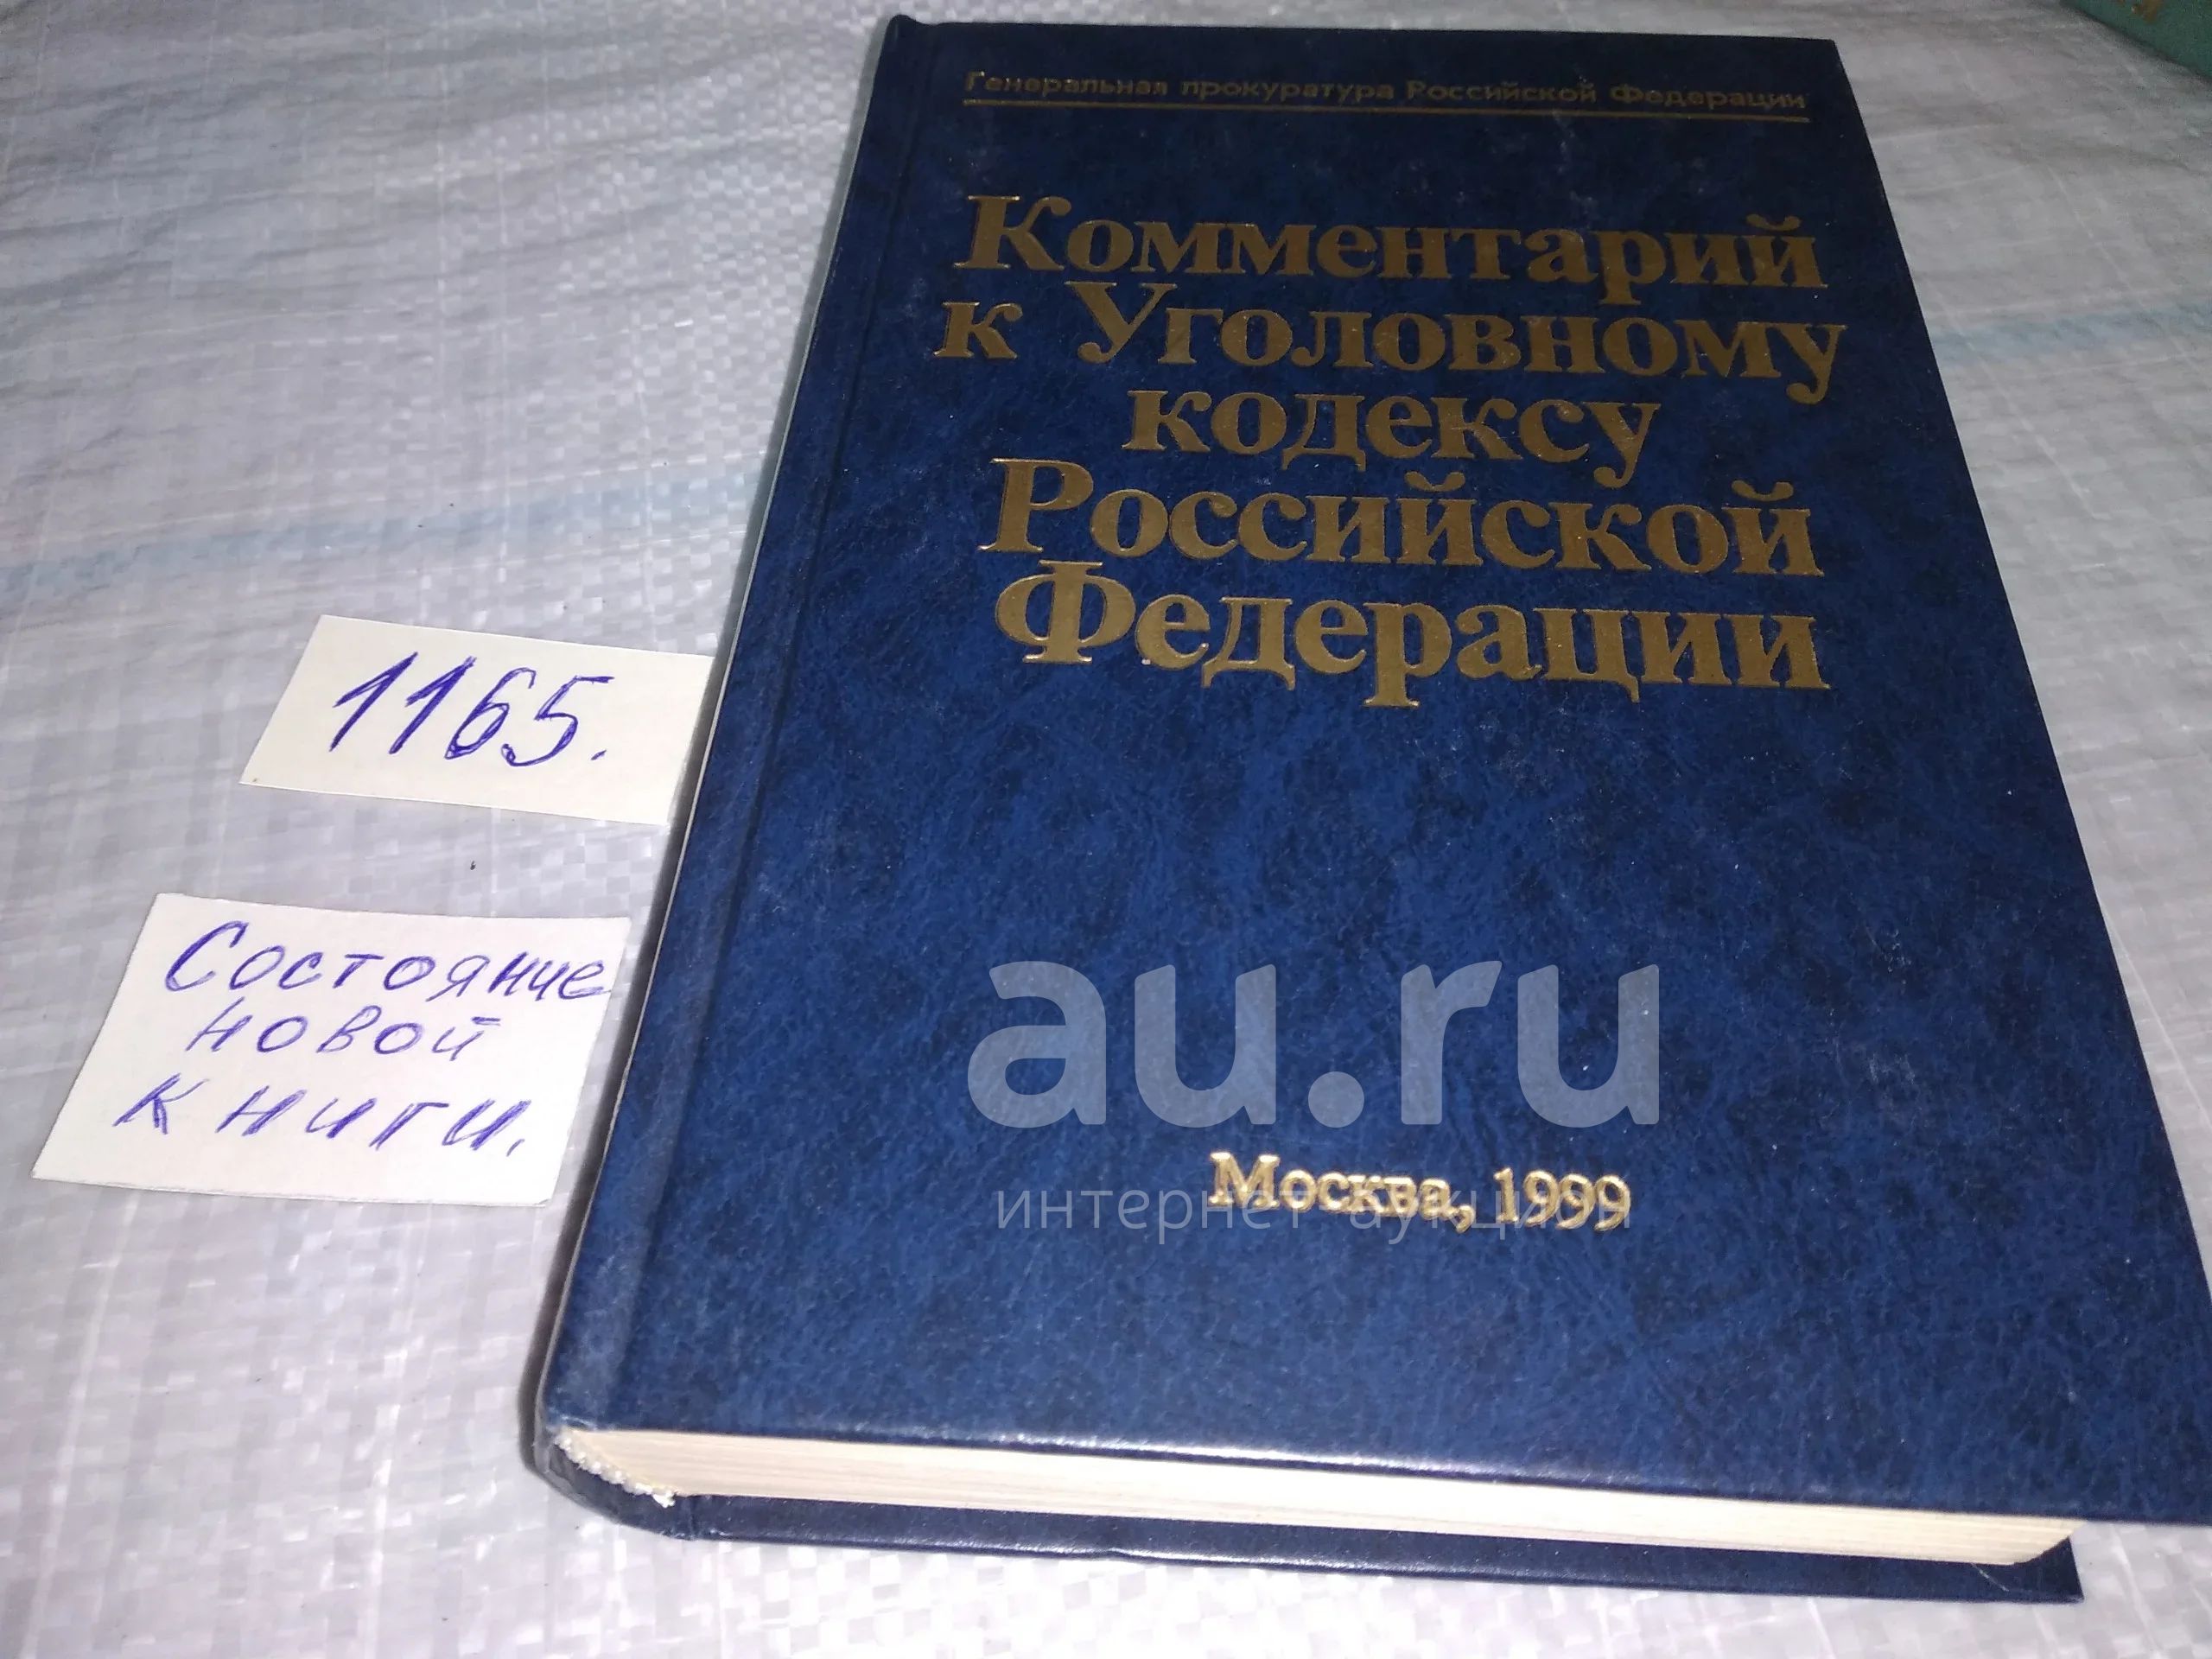 Генеральная прокуратура Российской Федерации
Комментарий
к Уголовному
кодексу
Российской
Федерации
1165.
Состояние
новой
книги.
au.ru
Москва, 1999
интернет аукцион